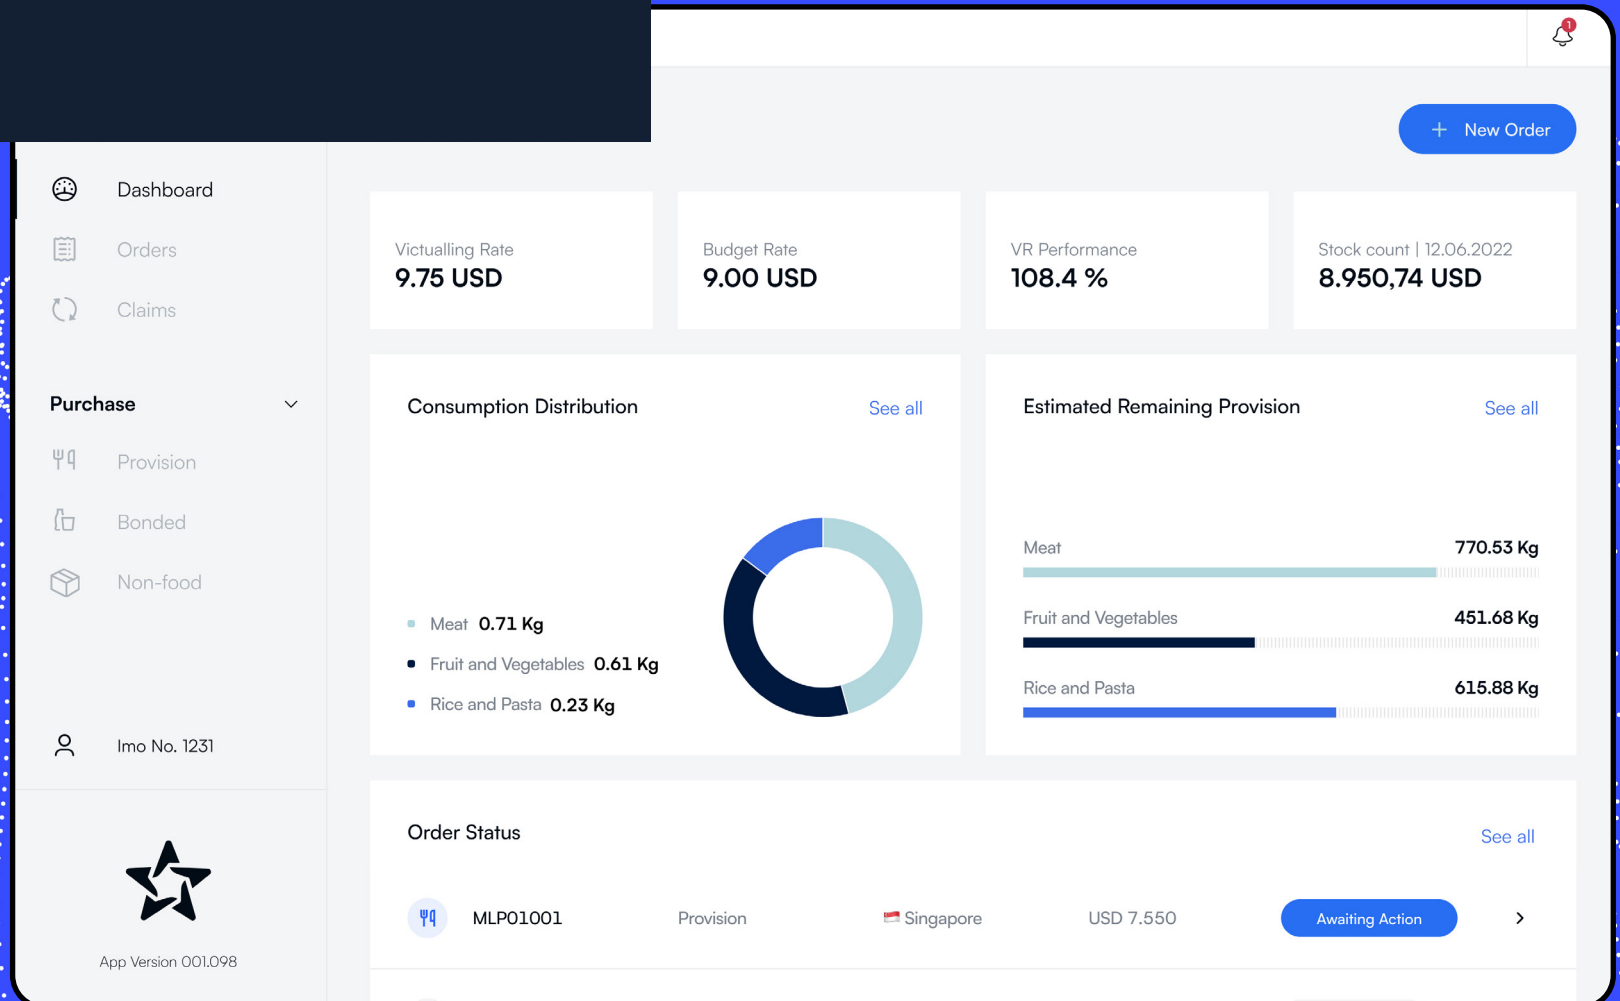 1
+ New Order
Dashboard
Orders
Claims
Purchase
Provision
Bonded
Non-food
Imo No. 1231
App Version 001.098
Victualling Rate
9.75 USD
Budget Rate
9.00 USD
VR Performance
108.4 %
Stock count | 12.06.2022
8.950,74 USD
Consumption Distribution
See all
Meat 0.71 Kg
Fruit and Vegetables 0.61 Kg
Rice and Pasta 0.23 Kg
Estimated Remaining Provision
See all
Meat 770.53 Kg
Fruit and Vegetables 451.68 Kg
Rice and Pasta 615.88 Kg
Order Status
See all
MLP01001 Provision Singapore USD 7.550 Awaiting Action